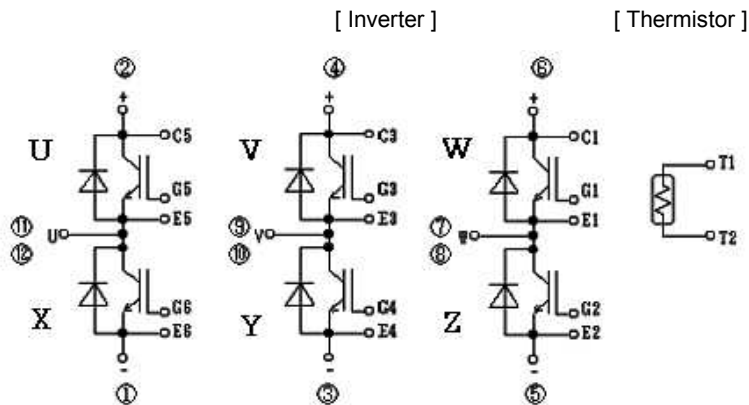 [ Inverter ] [ Thermistor ]
② ④ ⑥
+ + +
C5 C3 C1
U V W
G5 G3 G1 T1
E5 E3 E1
⑪ ⑨ ⑦
U V W T2
⑫ ⑩ ⑧
G6 G4 G2
X Y Z
E6 E4 E2
- - -
① ③ ⑤